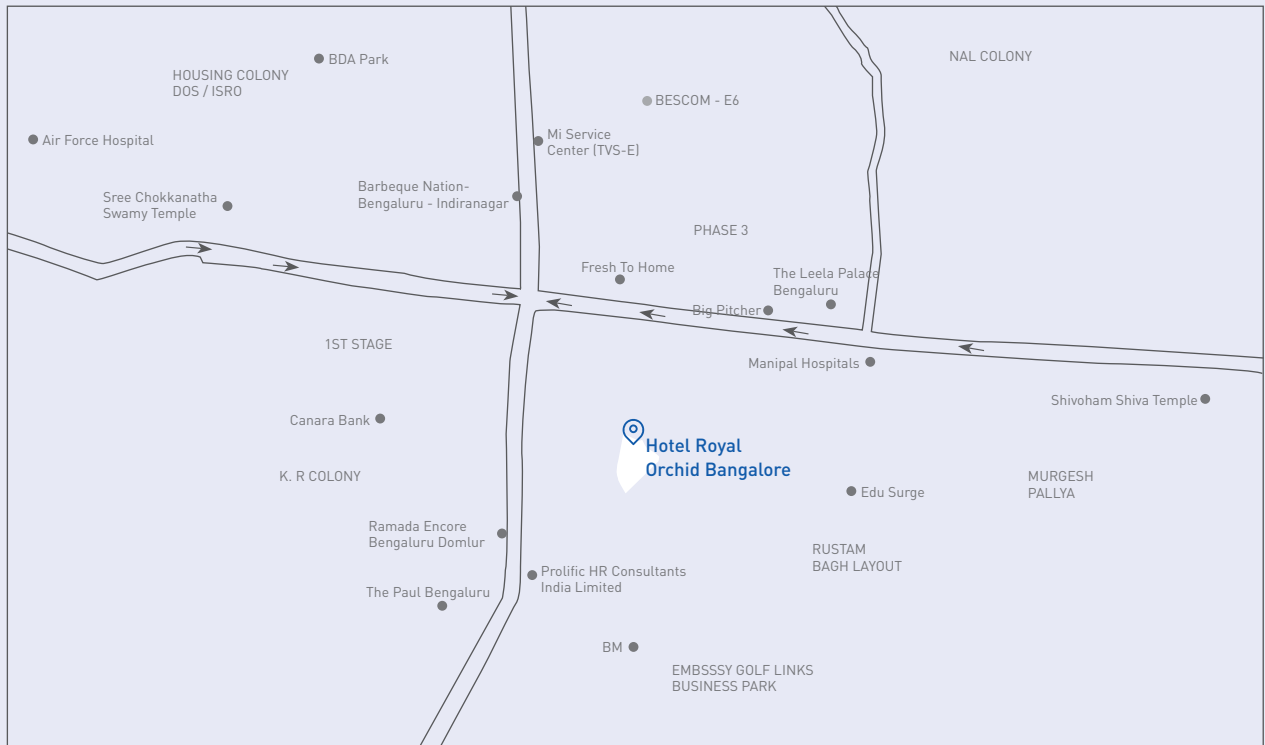 BDA Park
NAL COLONY
HOUSING COLONY
DOS / ISRO
BESCOM - E6
Air Force Hospital
Mi Service
Center (TVS-E)
Barbeque Nation-
Bengaluru - Indiranagar
Sree Chokkanatha
Swamy Temple
PHASE 3
Fresh To Home
The Leela Palace
Bengaluru
Big Pitcher
1ST STAGE
Manipal Hospitals
Shivoham Shiva Temple
Canara Bank
Hotel Royal
Orchid Bangalore
K. R COLONY
MURGESH
PALLYA
Edu Surge
Ramada Encore
Bengaluru Domlur
RUSTAM
BAGH LAYOUT
Prolific HR Consultants
India Limited
The Paul Bengaluru
BM
EMBSSSY GOLF LINKS
BUSINESS PARK